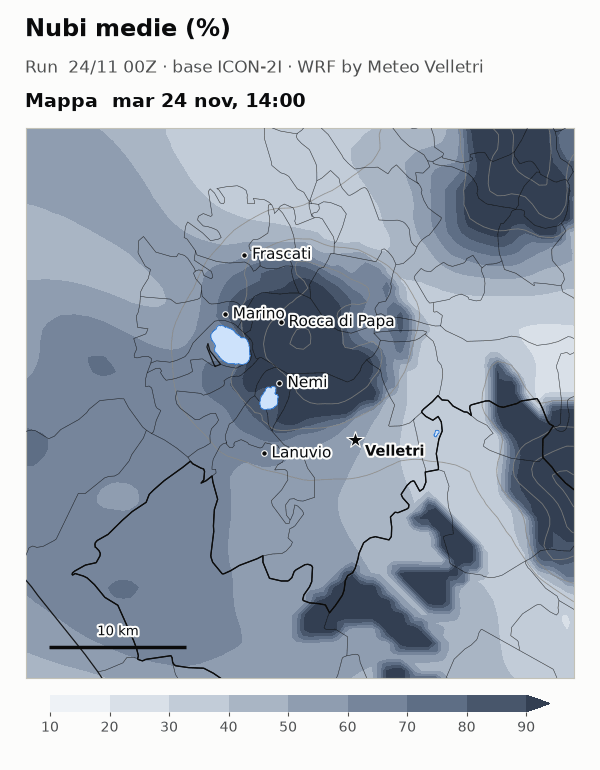 Nubi medie (%)
Run  24/11 00Z · base ICON-2I · WRF by Meteo Velletri
Mappa  mar 24 nov, 14:00
Frascati
Marino
Rocca di Papa
Nemi
Velletri
Lanuvio
10 km
10 20 30 40 50 60 70 80 90